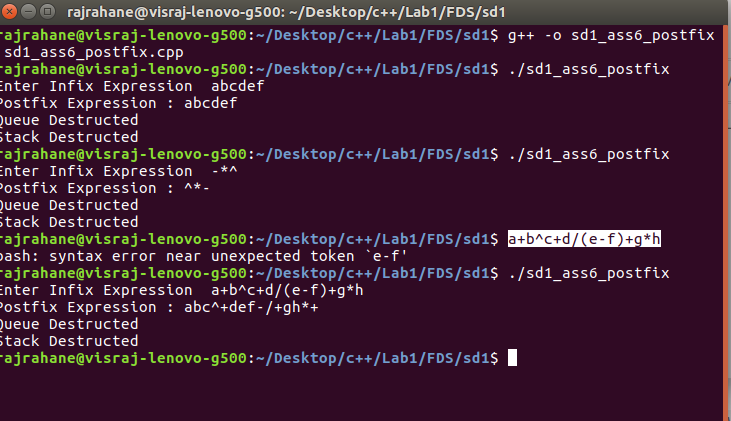 rajrahane@visraj-lenovo-g500: ~/Desktop/c++/Lab1/FDS/sd1
rajrahane@visraj-lenovo-g500:~/Desktop/c++/Lab1/FDS/sd1$ g++ -o sd1_ass6_postfix
sd1_ass6_postfix.cpp
rajrahane@visraj-lenovo-g500:~/Desktop/c++/Lab1/FDS/sd1$ ./sd1_ass6_postfix
Enter Infix Expression  abcdef
Postfix Expression : abcdef
Queue Destructed
Stack Destructed
rajrahane@visraj-lenovo-g500:~/Desktop/c++/Lab1/FDS/sd1$ ./sd1_ass6_postfix
Enter Infix Expression  -*^
Postfix Expression : ^*-
Queue Destructed
Stack Destructed
rajrahane@visraj-lenovo-g500:~/Desktop/c++/Lab1/FDS/sd1$ a+b^c+d/(e-f)+g*h
bash: syntax error near unexpected token `e-f'
rajrahane@visraj-lenovo-g500:~/Desktop/c++/Lab1/FDS/sd1$ ./sd1_ass6_postfix
Enter Infix Expression  a+b^c+d/(e-f)+g*h
Postfix Expression : abc^+def-/+gh*+
Queue Destructed
Stack Destructed
rajrahane@visraj-lenovo-g500:~/Desktop/c++/Lab1/FDS/sd1$